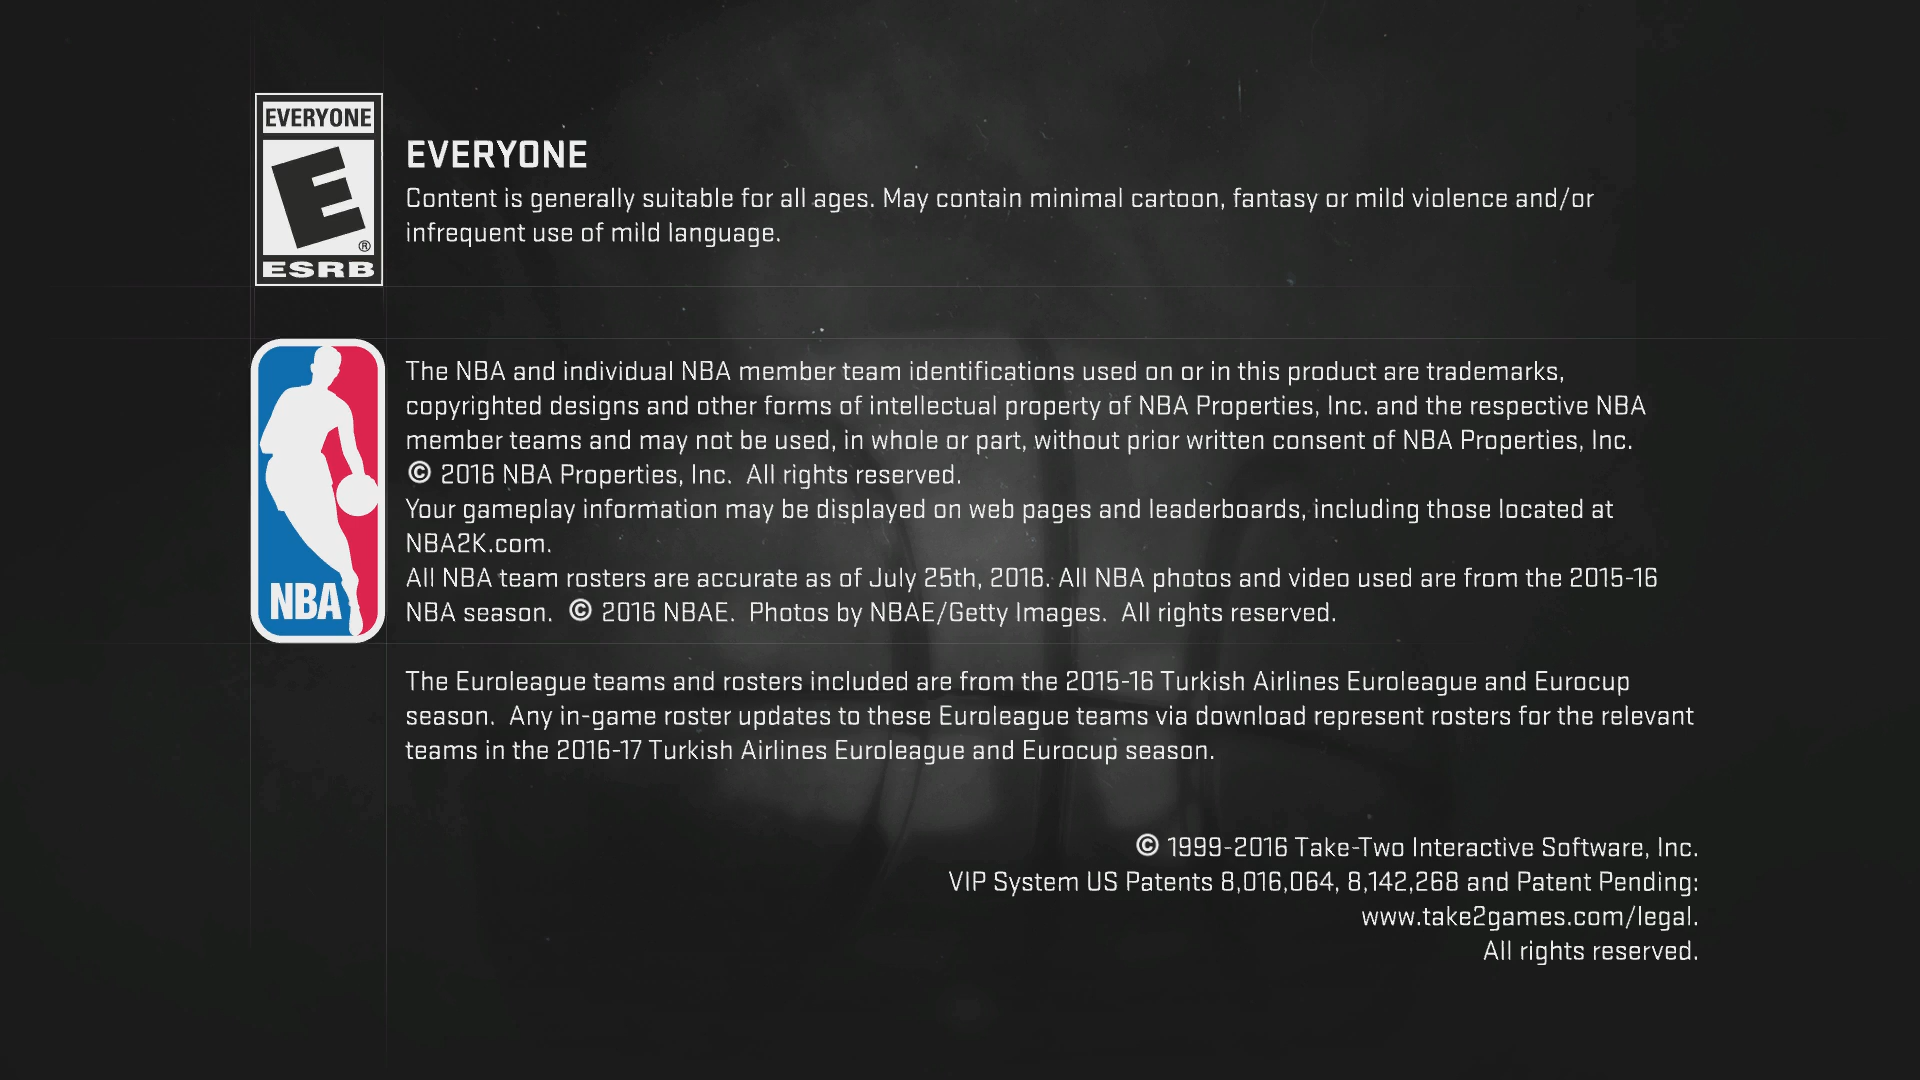 EVERYONE
E
®
ESRB
EVERYONE
Content is generally suitable for all ages. May contain minimal cartoon, fantasy or mild violence and/or
infrequent use of mild language.
NBA
The NBA and individual NBA member team identifications used on or in this product are trademarks,
copyrighted designs and other forms of intellectual property of NBA Properties, Inc. and the respective NBA
member teams and may not be used, in whole or part, without prior written consent of NBA Properties, Inc.
© 2016 NBA Properties, Inc.  All rights reserved.
Your gameplay information may be displayed on web pages and leaderboards, including those located at
NBA2K.com.
All NBA team rosters are accurate as of July 25th, 2016. All NBA photos and video used are from the 2015-16
NBA season.  © 2016 NBAE.  Photos by NBAE/Getty Images.  All rights reserved.
The Euroleague teams and rosters included are from the 2015-16 Turkish Airlines Euroleague and Eurocup
season.  Any in-game roster updates to these Euroleague teams via download represent rosters for the relevant
teams in the 2016-17 Turkish Airlines Euroleague and Eurocup season.
© 1999-2016 Take-Two Interactive Software, Inc.
VIP System US Patents 8,016,064, 8,142,268 and Patent Pending:
www.take2games.com/legal.
All rights reserved.